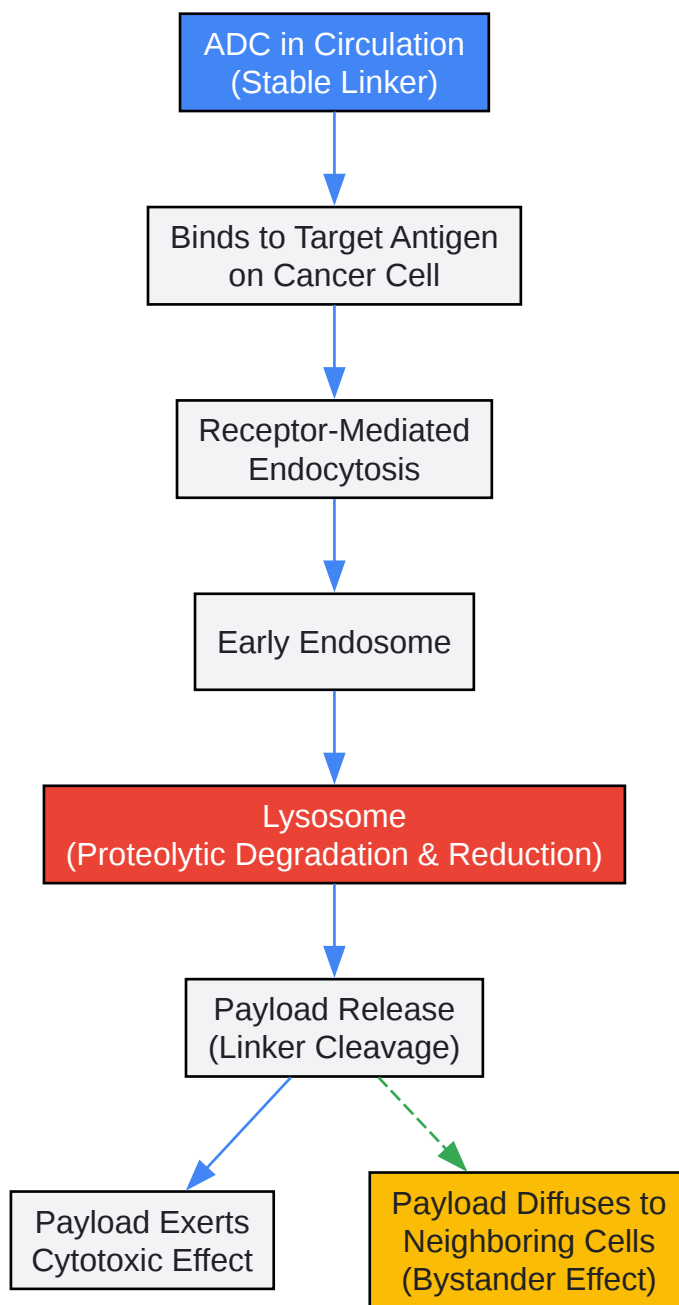 ADC in Circulation
(Stable Linker)
Binds to Target Antigen
on Cancer Cell
Receptor-Mediated
Endocytosis
Early Endosome
Lysosome
(Proteolytic Degradation & Reduction)
Payload Release
(Linker Cleavage)
Payload Exerts
Cytotoxic Effect
Payload Diffuses to
Neighboring Cells
(Bystander Effect)